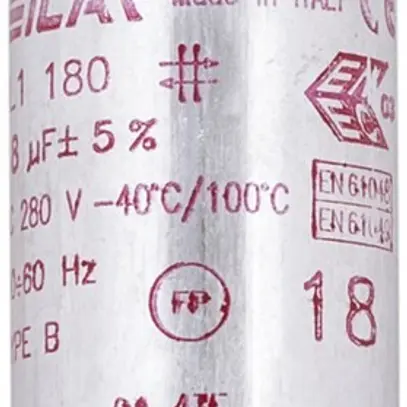 MADE IN ITALY CE
L1 180
8 µF ± 5 %
280 V -40°C/100°C
EN 61048
EN 61049
÷60 Hz
FP
18
PE B